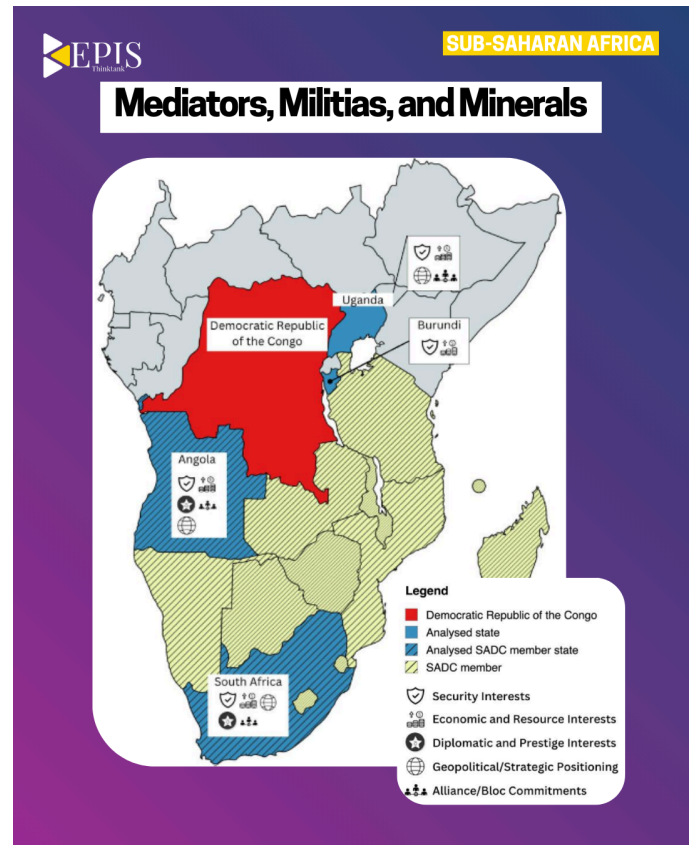 EPIS
Thinktank
SUB-SAHARAN AFRICA
Mediators, Militias, and Minerals
Uganda
Democratic Republic
of the Congo
Burundi
Angola
South Africa
Legend
Democratic Republic of the Congo
Analysed state
Analysed SADC member state
SADC member
Security Interests
Economic and Resource Interests
Diplomatic and Prestige Interests
Geopolitical/Strategic Positioning
Alliance/Bloc Commitments